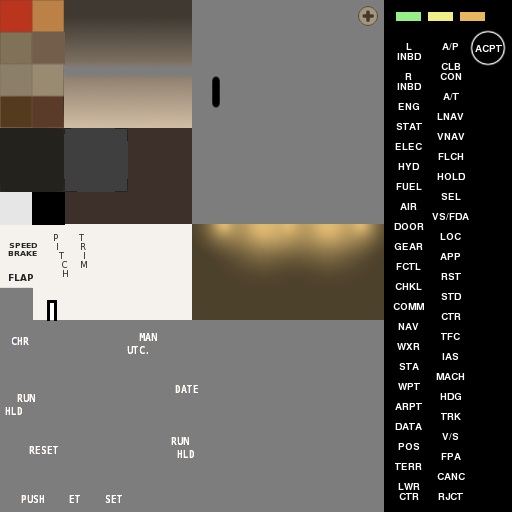 SPEED
BRAKE
FLAP
PITCH
TRIM
CHR
MAN
UTC.
RUN
HLD
DATE
RESET
RUN
HLD
PUSH
ET
SET
L
INBD
R
INBD
ENG
STAT
ELEC
HYD
FUEL
AIR
DOOR
GEAR
FCTL
CHKL
COMM
NAV
WXR
STA
WPT
ARPT
DATA
POS
TERR
LWR
CTR
A/P
CLB
CON
A/T
LNAV
VNAV
FLCH
HOLD
SEL
VS/FDA
LOC
APP
RST
STD
CTR
TFC
IAS
MACH
HDG
TRK
V/S
FPA
CANC
RJCT
ACPT